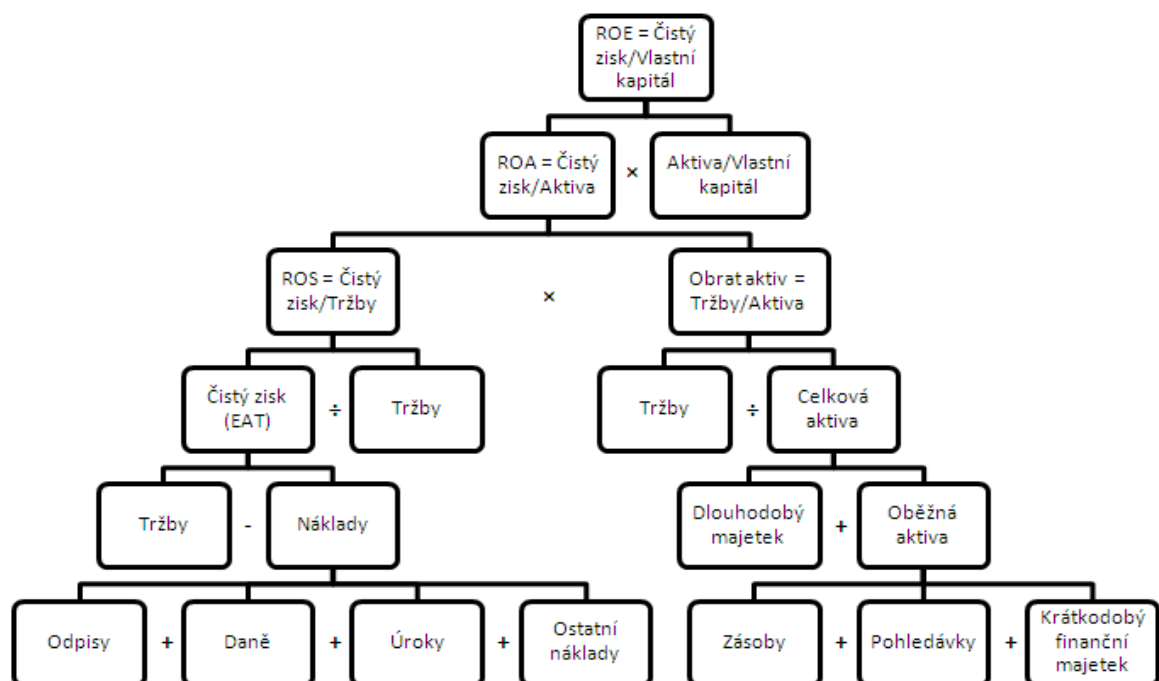 ROE = Čistý
zisk/Vlastní
kapitál
ROA = Čistý
zisk/Aktiva
×
Aktiva/Vlastní
kapitál
ROS = Čistý
zisk/Tržby
×
Obrat aktiv =
Tržby/Aktiva
Čistý zisk
(EAT)
÷
Tržby
Tržby
÷
Celková
aktiva
Tržby
-
Náklady
Dlouhodobý
majetek
+
Oběžná
aktiva
Odpisy
+
Daně
+
Úroky
+
Ostatní
náklady
Zásoby
+
Pohledávky
+
Krátkodobý
finanční
majetek